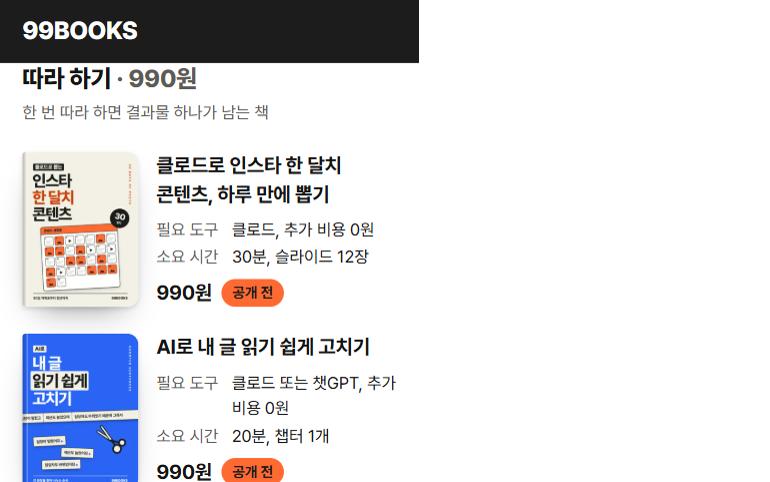 99BOOKS
따라 하기 · 990원
한 번 따라 하면 결과물 하나가 남는 책
클로드로 뽑는
인스타
한 달치
콘텐츠
30
클로드로 인스타 한 달치
콘텐츠, 하루 만에 뽑기
필요 도구 클로드, 추가 비용 0원
소요 시간 30분, 슬라이드 12장
990원 공개 전
99BOOKS
AI로
내 글
읽기 쉽게
고치기
AI로 내 글 읽기 쉽게 고치기
필요 도구 클로드 또는 챗GPT, 추가
비용 0원
소요 시간 20분, 챕터 1개
990원 공개 전
99BOOKS